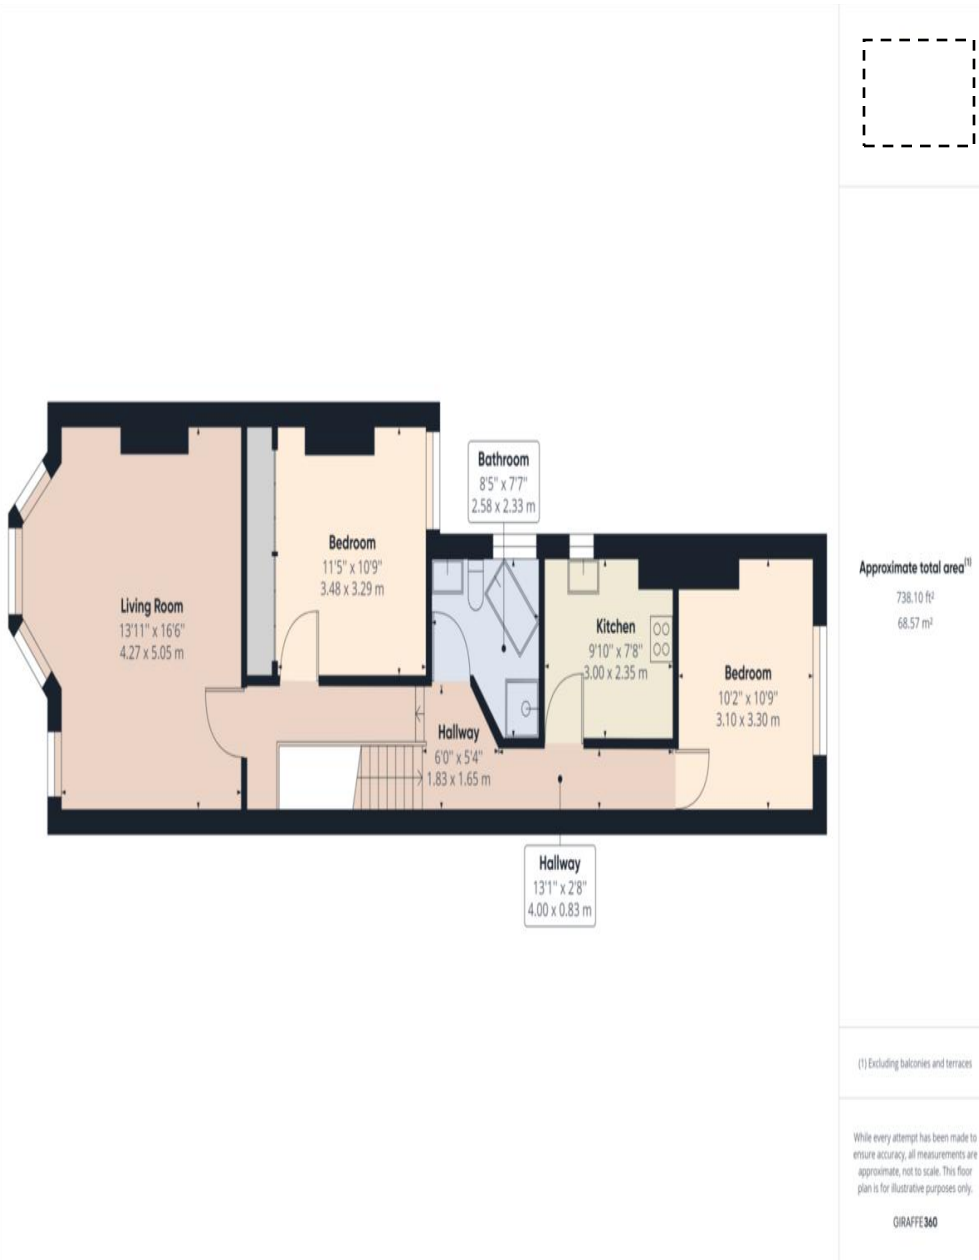 Bathroom
8'5" x 7'7"
2.58 x 2.33 m
Bedroom
11'5" x 10'9"
3.48 x 3.29 m
Living Room
13'11" x 16'6"
4.27 x 5.05 m
Kitchen
9'10" x 7'8"
3.00 x 2.35 m
Bedroom
10'2" x 10'9"
3.10 x 3.30 m
Hallway
6'0" x 5'4"
1.83 x 1.65 m
Hallway
13'1" x 2'8"
4.00 x 0.83 m
Approximate total area(1)
738.10 ft²
68.57 m²
(1) Excluding balconies and terraces
While every attempt has been made to
ensure accuracy, all measurements are
approximate, not to scale. This floor
plan is for illustrative purposes only.
GIRAFFE360